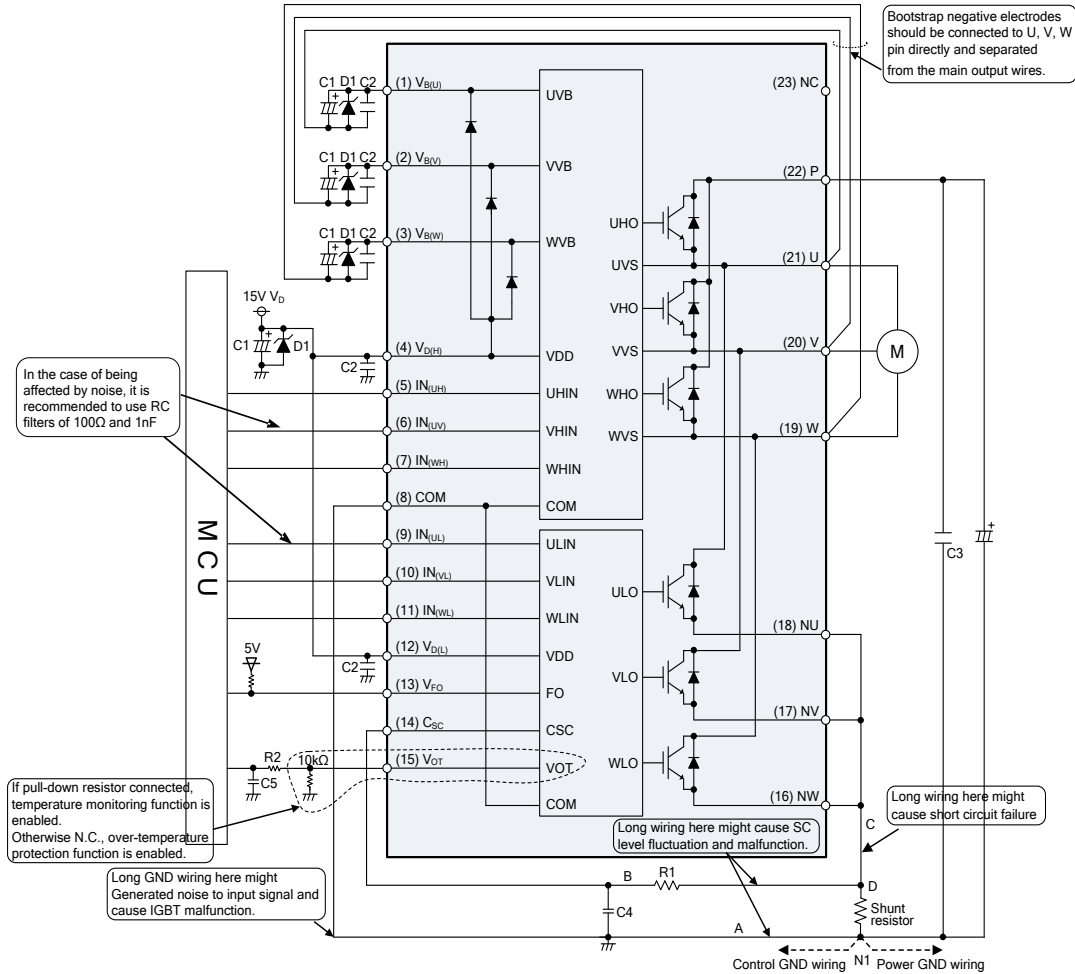 Bootstrap negative electrodes
should be connected to U, V, W
pin directly and separated
from the main output wires.
C1 D1 C2
(1) VB(U)
UVB
(23) NC
C1 D1 C2
(2) VB(V)
VVB
(22) P
C1 D1 C2
(3) VB(W)
WVB
UHO
UVS
(21) U
15V VD
C1
D1
VHO
C2
(4) VD(H)
VDD
VVS
(20) V
M
In the case of being
affected by noise, it is
recommended to use RC
filters of 100Ω and 1nF
(5) IN(UH)
UHIN
WHO
(6) IN(UV)
VHIN
WVS
(19) W
(7) IN(WH)
WHIN
(8) COM
COM
MCU
(9) IN(UL)
ULIN
C3
+
(10) IN(VL)
VLIN
ULO
(11) IN(WL)
WLIN
(18) NU
5V
C2
(12) VD(L)
VDD
(13) VFO
FO
VLO
(14) CSC
CSC
(17) NV
R2
10kΩ
C5
(15) VOT
VOT
WLO
COM
(16) NW
If pull-down resistor connected,
temperature monitoring function is
enabled.
Otherwise N.C., over-temperature
protection function is enabled.
Long wiring here might cause SC
level fluctuation and malfunction.
C
Long wiring here might
cause short circuit failure
Long GND wiring here might
Generated noise to input signal and
cause IGBT malfunction.
B
R1
D
C4
A
Shunt
resistor
Control GND wiring
N1
Power GND wiring